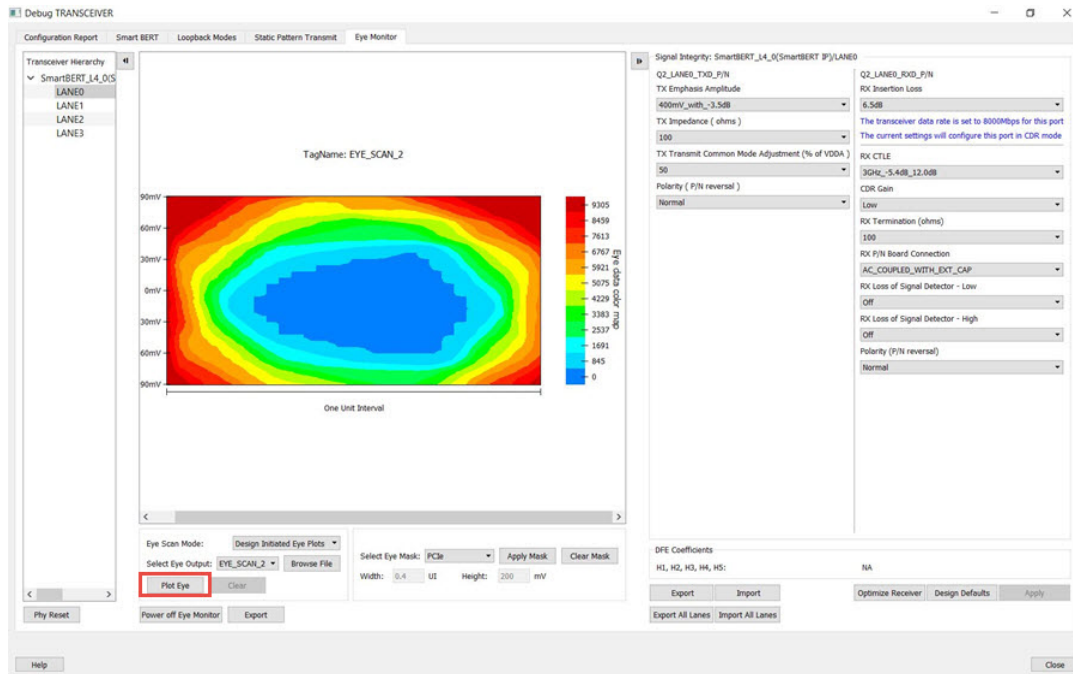 Debug TRANSCEIVER
Configuration Report Smart BERT Loopback Modes Static Pattern Transmit Eye Monitor
Transceiver Hierarchy
SmartBERT_L4_0(S
LANE0
LANE1
LANE2
LANE3
Phy Reset
TagName: EYE_SCAN_2
90mV
60mV
30mV
0mV
30mV
60mV
90mV
One Unit Interval
9305
8459
7613
6767
5921
5075
4229
3383
2537
1691
845
0
Eye data color map
Eye Scan Mode: Design Initiated Eye Plots
Select Eye Output: EYE_SCAN_2 Browse File
Plot Eye Clear
Power off Eye Monitor Export
Select Eye Mask: PCIe Apply Mask Clear Mask
Width: 0.4 UI Height: 200 mV
Signal Integrity: SmartBERT_L4_0(SmartBERT IP)/LANE0
Q2_LANE0_TXD_P/N
TX Emphasis Amplitude
400mV_with_-3.5dB
TX Impedance ( ohms )
100
TX Transmit Common Mode Adjustment (% of VDDA )
50
Polarity ( P/N reversal )
Normal
Q2_LANE0_RXD_P/N
RX Insertion Loss
6.5dB
The transceiver data rate is set to 8000Mbps for this port
The current settings will configure this port in CDR mode
RX CTLE
3GHz_-5.4dB_12.0dB
CDR Gain
Low
RX Termination (ohms)
100
RX P/N Board Connection
AC_COUPLED_WITH_EXT_CAP
RX Loss of Signal Detector - Low
Off
RX Loss of Signal Detector - High
Off
Polarity (P/N reversal)
Normal
DFE Coefficients
H1, H2, H3, H4, H5: NA
Export Import Optimize Receiver Design Defaults Apply
Export All Lanes Import All Lanes
Help Close